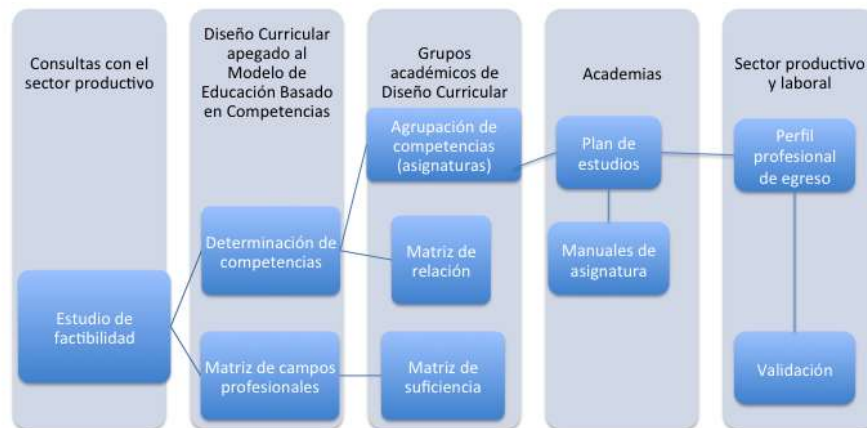 Consultas con el
sector productivo
Diseño Curricular
apegado al
Modelo de
Educación Basado
en Competencias
Grupos
académicos de
Diseño Curricular
Academias
Sector productivo
y laboral
Agrupación de
competencias
(asignaturas)
Plan de
estudios
Perfil
profesional
de egreso
Determinación de
competencias
Matriz de
relación
Manuales de
asignatura
Estudio de
factibilidad
Matriz de campos
profesionales
Matriz de
suficiencia
Validación